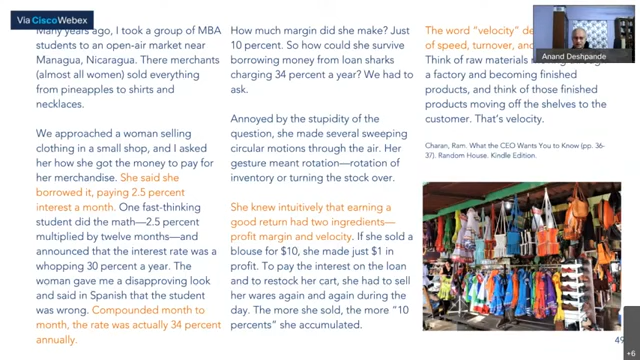 Via Cisco Webex
Many years ago, I took a group of MBA
students to an open-air market near
Managua, Nicaragua. There merchants
(almost all women) sold everything
from pineapples to shirts and
necklaces.
We approached a woman selling
clothing in a small shop, and I asked
her how she got the money to pay for
her merchandise. She said she
borrowed it, paying 2.5 percent
interest a month. One fast-thinking
student did the math—2.5 percent
multiplied by twelve months—and
announced that the interest rate was a
whopping 30 percent a year. The
woman gave me a disapproving look
and said in Spanish that the student
was wrong. Compounded month to
month, the rate was actually 34 percent
annually.
How much margin did she make? Just
10 percent. So how could she survive
borrowing money from loan sharks
charging 34 percent a year? We had to
ask.
Annoyed by the stupidity of the
question, she made several sweeping
circular motions through the air. Her
gesture meant rotation—rotation of
inventory or turning the stock over.
She knew intuitively that earning a
good return had two ingredients—
profit margin and velocity. If she sold a
blouse for $10, she made just $1 in
profit. To pay the interest on the loan
and to restock her cart, she had to sell
her wares again and again during the
day. The more she sold, the more “10
percents” she accumulated.
The word “velocity”
of speed, turnover,
Think of raw materials
a factory and becoming finished
products, and think of those finished
products moving off the shelves to the
customer. That’s velocity.
Charan, Ram. What the CEO Wants You to Know (pp. 36-
37). Random House. Kindle Edition.
Anand Deshpande
49
+6